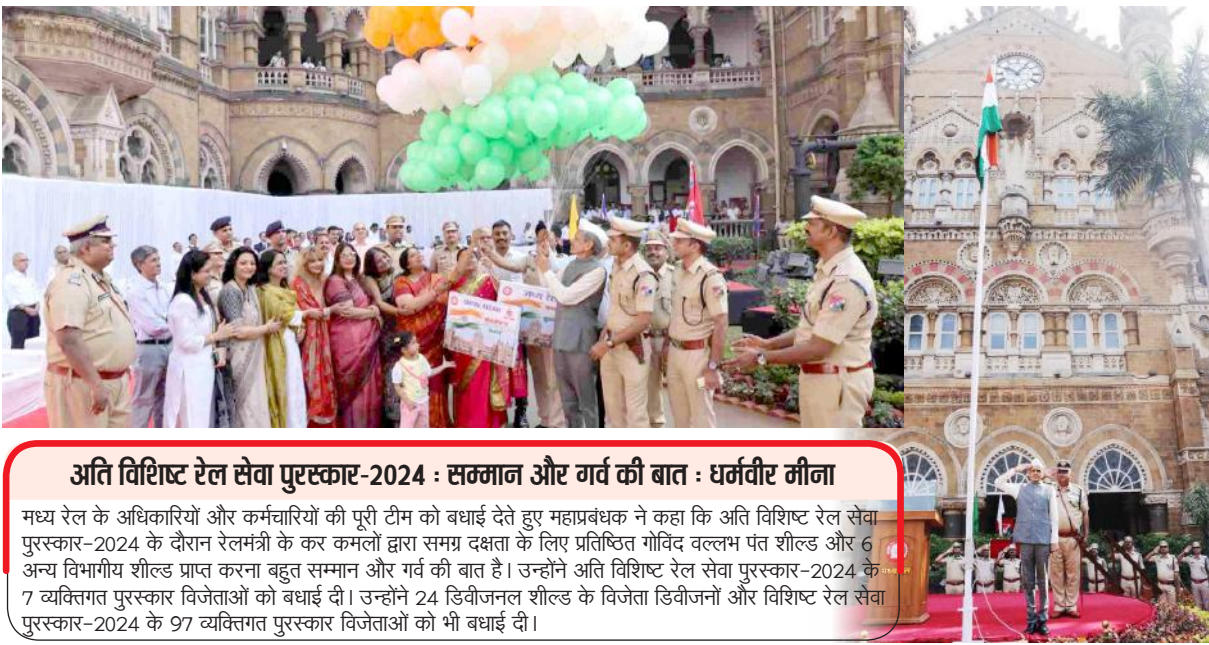 अति विशिष्ट रेल सेवा पुरस्कार-2024 : सम्मान और गर्व की बात : धर्मवीर मीना
मध्य रेल के अधिकारियों और कर्मचारियों की पूरी टीम को बधाई देते हुए महाप्रबंधक ने कहा कि अति विशिष्ट रेल सेवा
पुरस्कार-2024 के दौरान रेलमंत्री के कर कमलों द्वारा समग्र दक्षता के लिए प्रतिष्ठित गोविंद वल्लभ पंत शील्ड और 6
अन्य विभागीय शील्ड प्राप्त करना बहुत सम्मान और गर्व की बात है। उन्होंने अति विशिष्ट रेल सेवा पुरस्कार-2024 के
7 व्यक्तिगत पुरस्कार विजेताओं को बधाई दी। उन्होंने 24 डिवीजनल शील्ड के विजेता डिवीजनों और विशिष्ट रेल सेवा
पुरस्कार-2024 के 97 व्यक्तिगत पुरस्कार विजेताओं को भी बधाई दी।